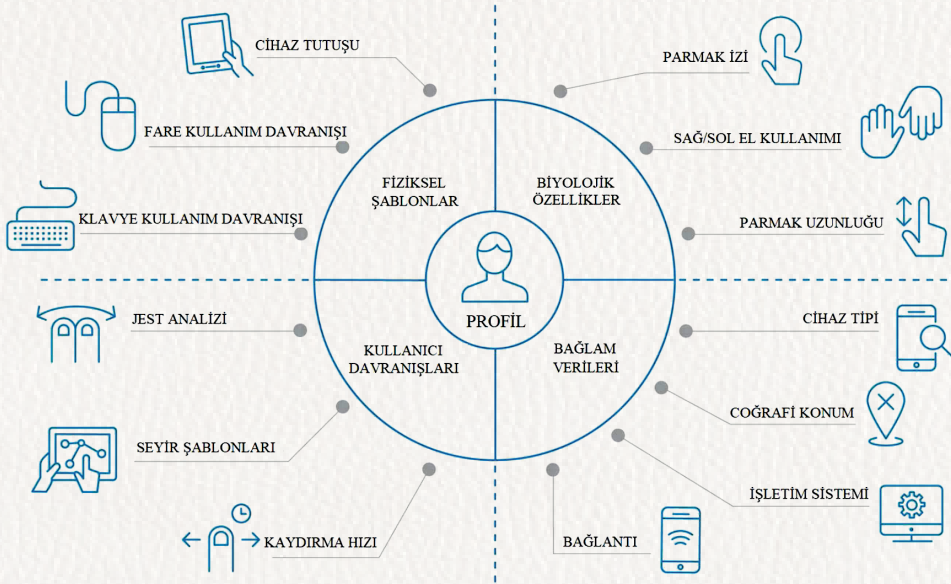 CİHAZ TUTUŞU
FARE KULLANIM DAVRANIŞI
KLAVYE KULLANIM DAVRANIŞI
FİZİKSEL
ŞABLONLAR
PARMAK İZİ
SAĞ/SOL EL KULLANIMI
PARMAK UZUNLUĞU
BİYOLOJİK
ÖZELLİKLER
PROFİL
JEST ANALİZİ
SEYİR ŞABLONLARI
KAYDIRMA HIZI
KULLANICI
DAVRANIŞLARI
BAĞLAM
VERİLERİ
CİHAZ TİPİ
COĞRAFİ KONUM
İŞLETİM SİSTEMİ
BAĞLANTI